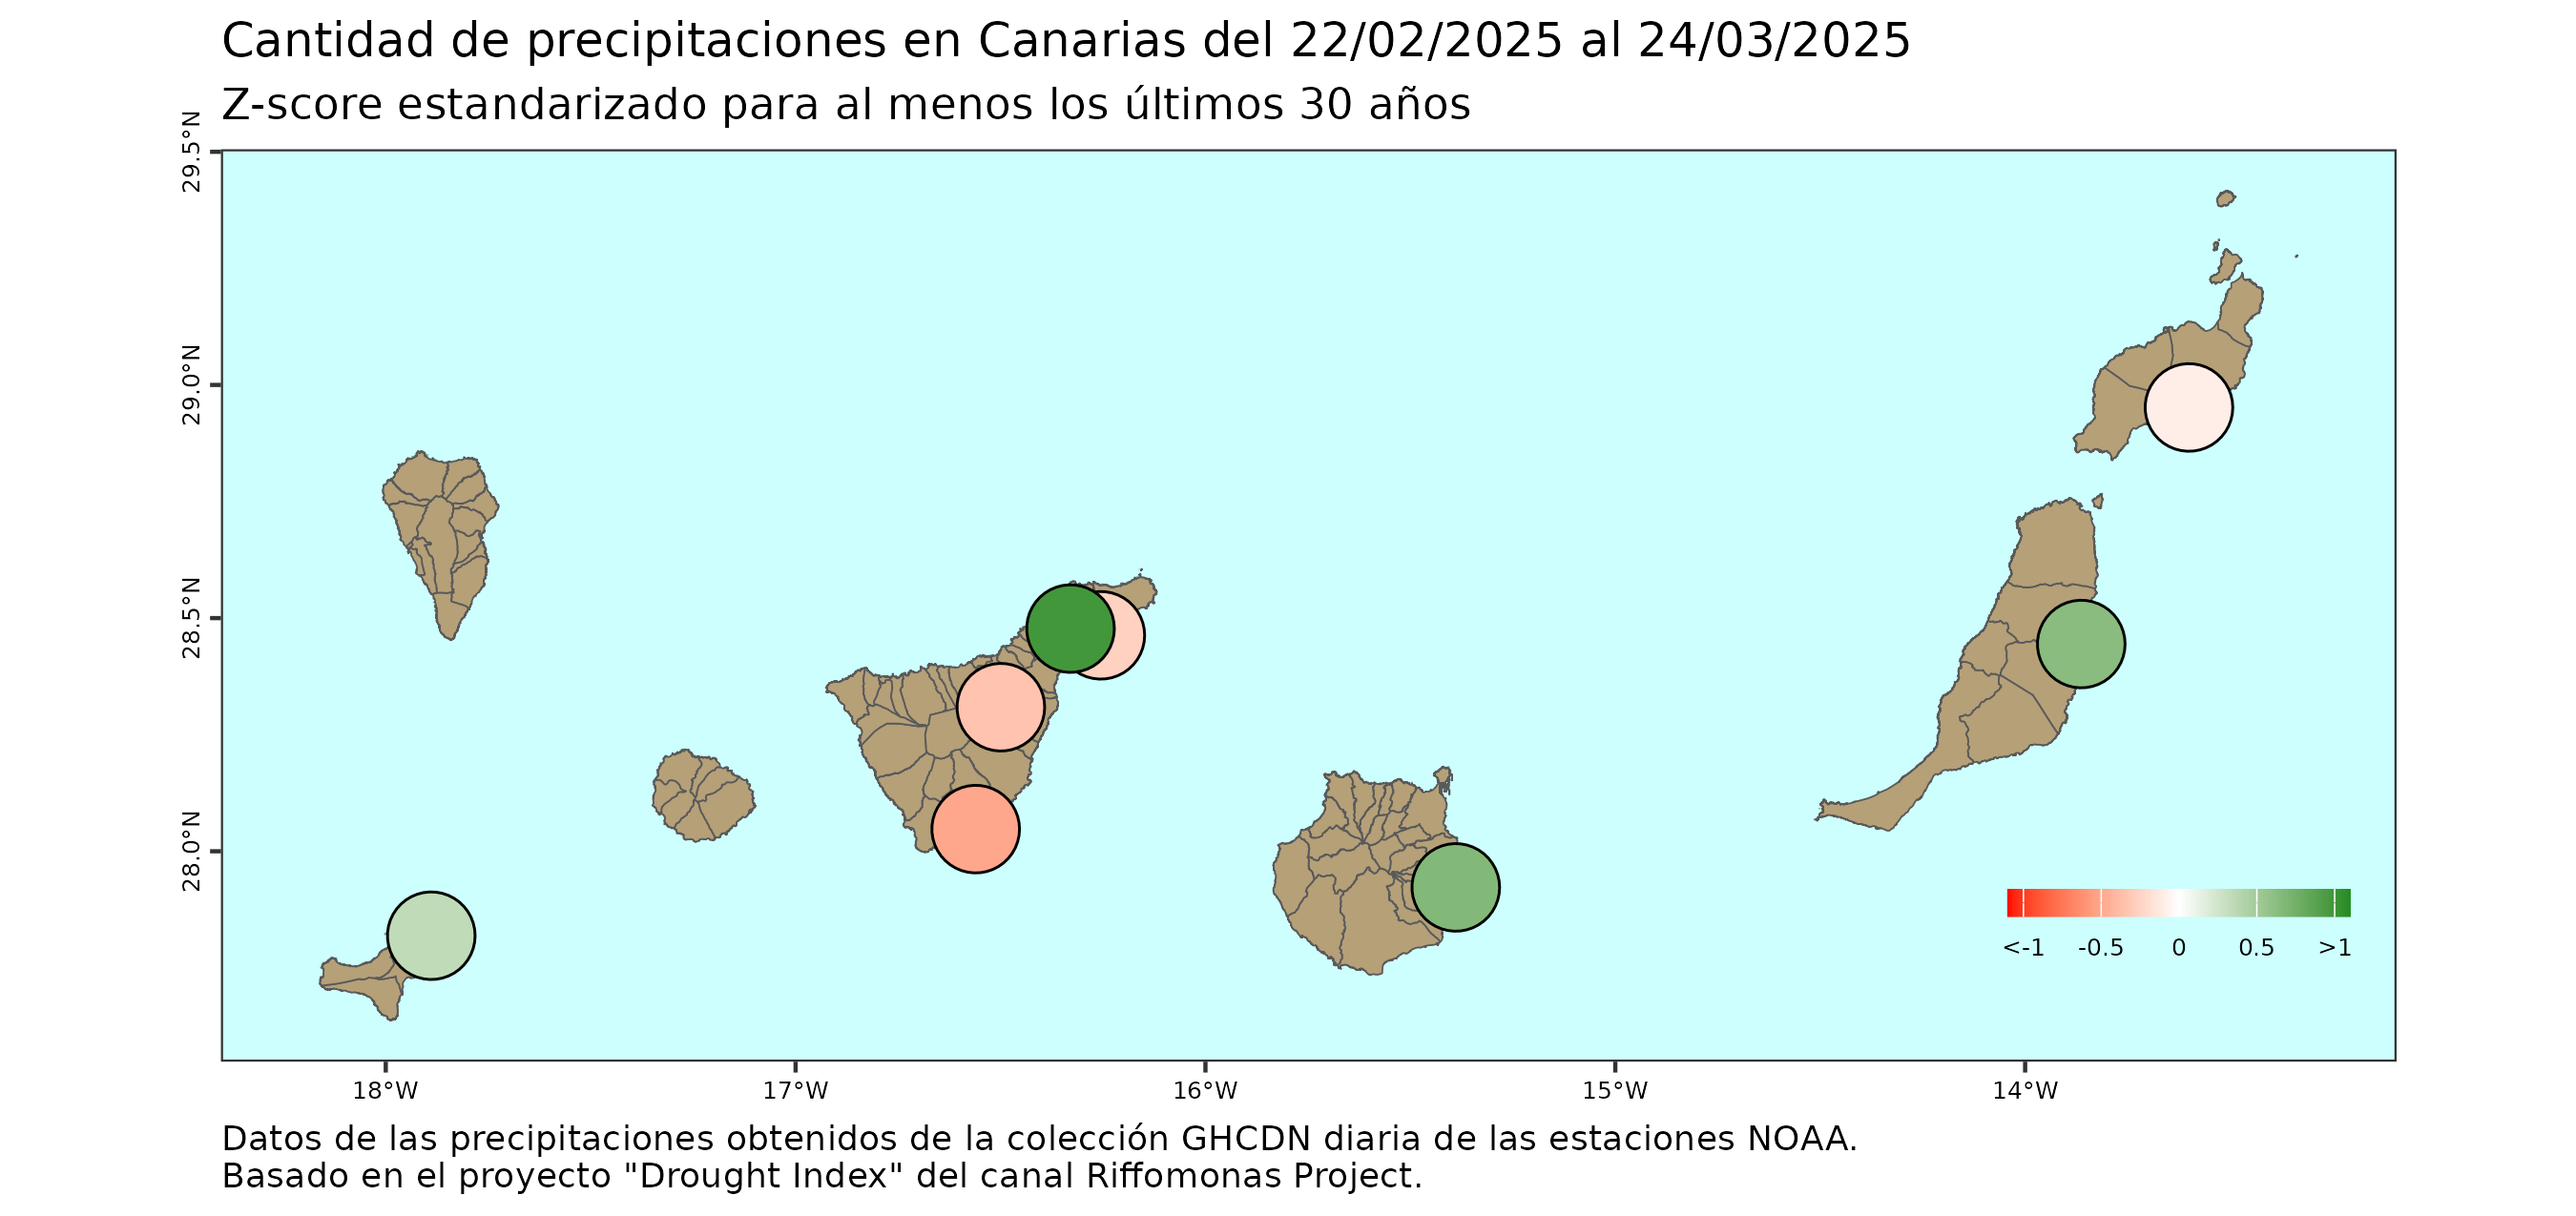 Cantidad de precipitaciones en Canarias del 22/02/2025 al 24/03/2025
Z-score estandarizado para al menos los últimos 30 años
29.5°N
29.0°N
28.5°N
28.0°N
<-1 -0.5 0 0.5 >1
18°W 17°W 16°W 15°W 14°W
Datos de las precipitaciones obtenidos de la colección GHCDN diaria de las estaciones NOAA.
Basado en el proyecto "Drought Index" del canal Riffomonas Project.